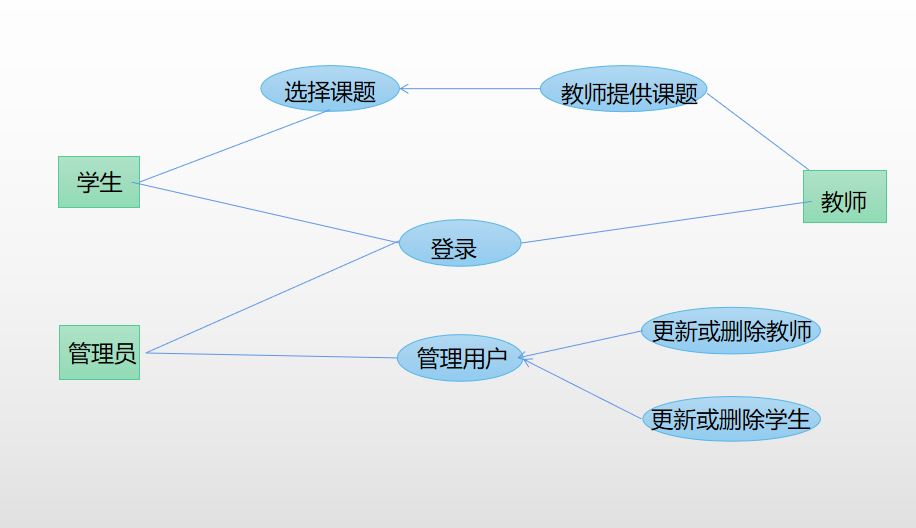 选择课题
教师提供课题
学生
教师
登录
管理员
管理用户
更新或删除教师
更新或删除学生